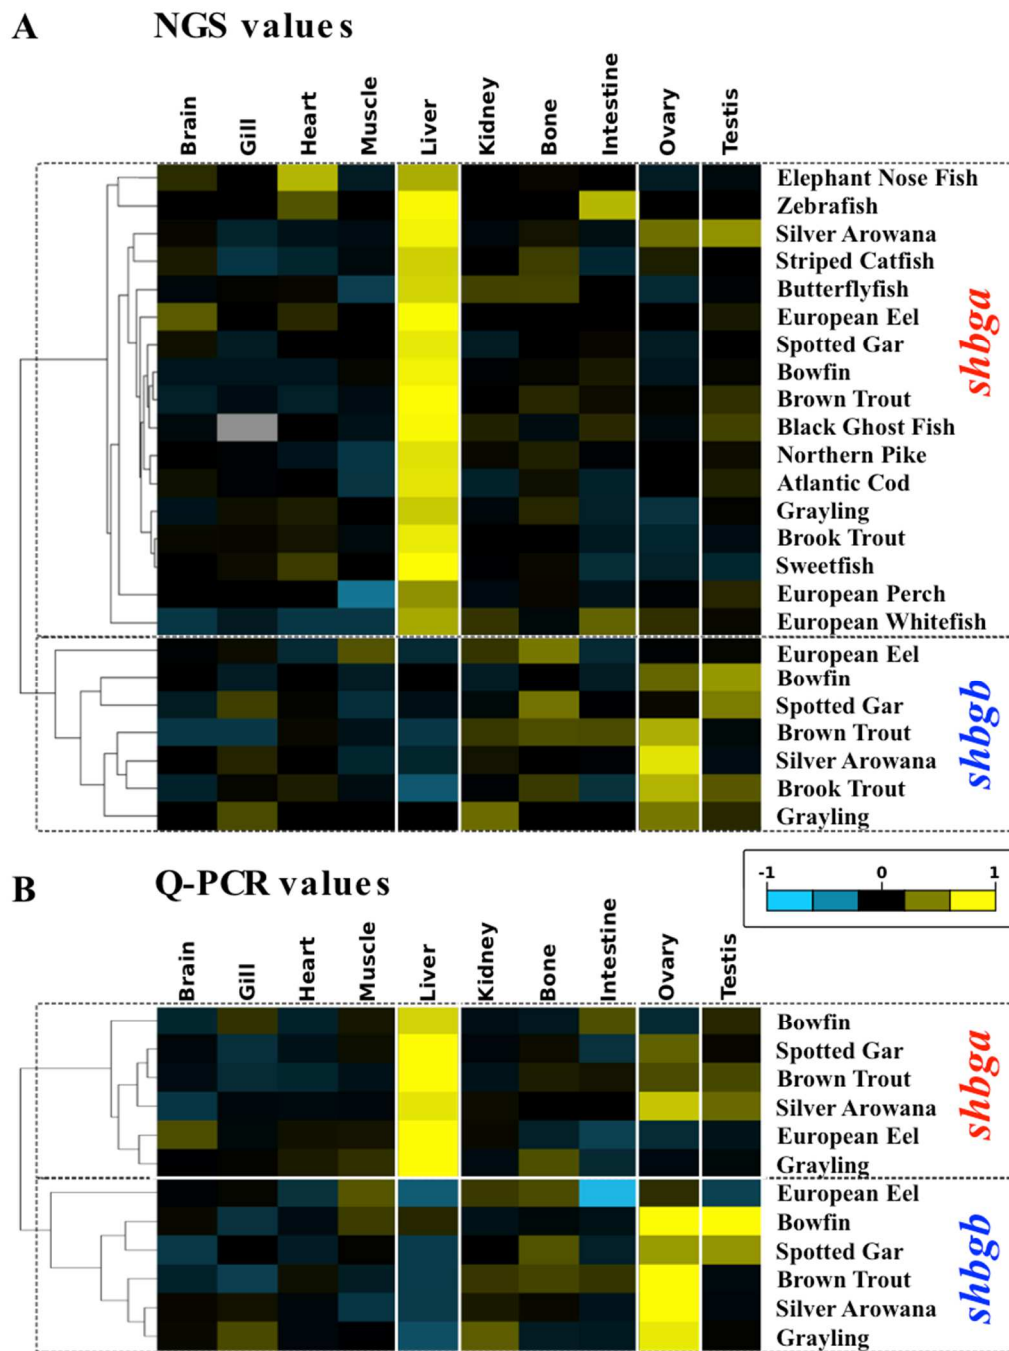 A NGS values
Brain Gill Heart Muscle Liver Kidney Bone Intestine Ovary Testis
Elephant Nose Fish
Zebrafish
Silver Arowana
Striped Catfish
Butterflyfish
European Eel
Spotted Gar
Bowfin
Brown Trout
Black Ghost Fish
Northern Pike
Atlantic Cod
Grayling
Brook Trout
Sweetfish
European Perch
European Whitefish
shbga
European Eel
Bowfin
Spotted Gar
Brown Trout
Silver Arowana
Brook Trout
Grayling
shbgb
-1 0 1
B Q-PCR values
Brain Gill Heart Muscle Liver Kidney Bone Intestine Ovary Testis
Bowfin
Spotted Gar
Brown Trout
Silver Arowana
European Eel
Grayling
shbga
European Eel
Bowfin
Spotted Gar
Brown Trout
Silver Arowana
Grayling
shbgb